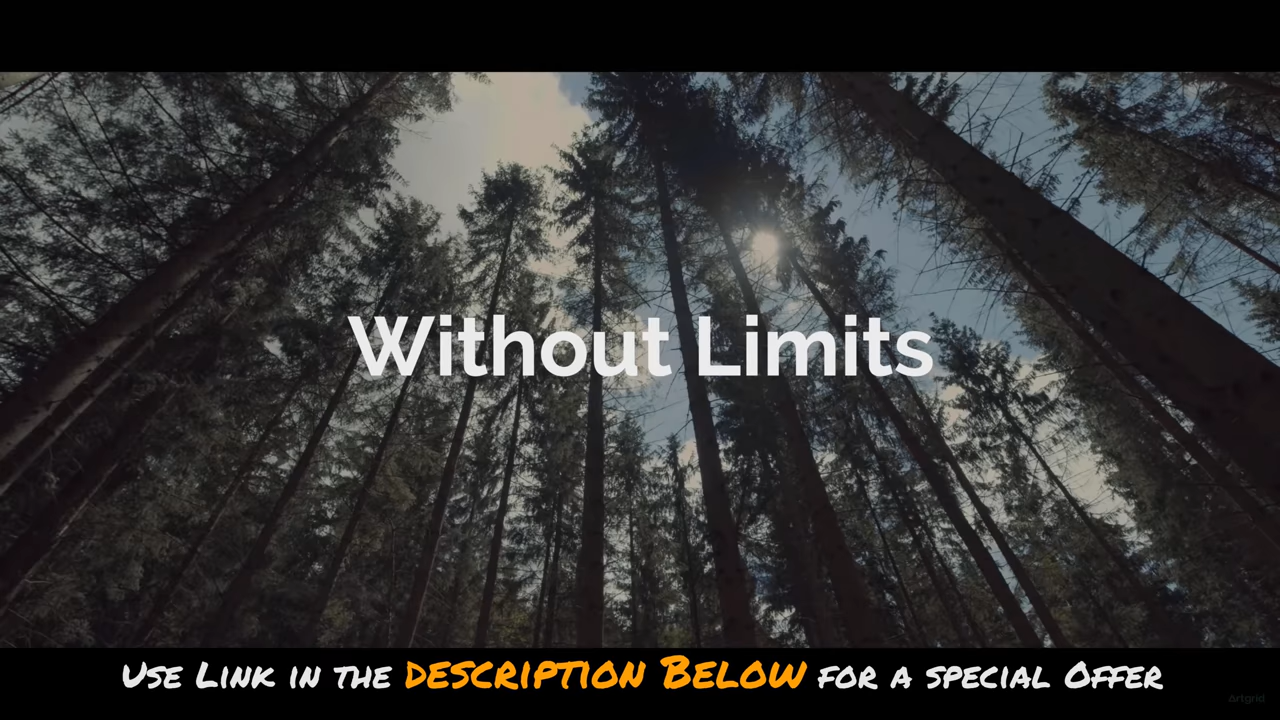 Without Limits
Use Link in the description Below for a special Offer
Artgrid